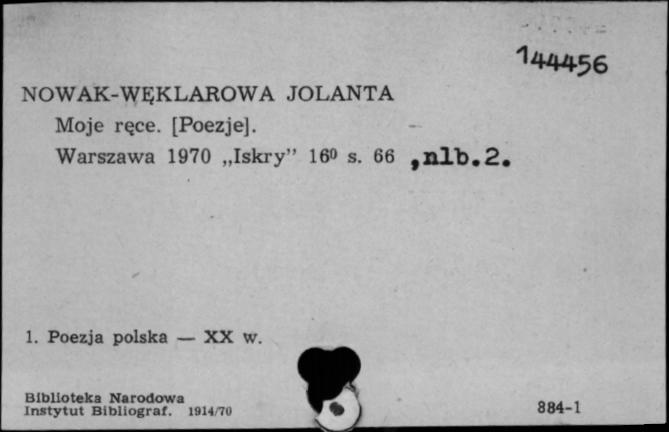 144456
NOWAK-WĘKLAROWA JOLANTA
Moje ręce. [Poezje].
Warszawa 1970 „Iskry” 16⁰ s. 66 ,nlb.2.
1. Poezja polska — XX w.
Biblioteka Narodowa
Instytut Bibliograf. 1914/70
884-1